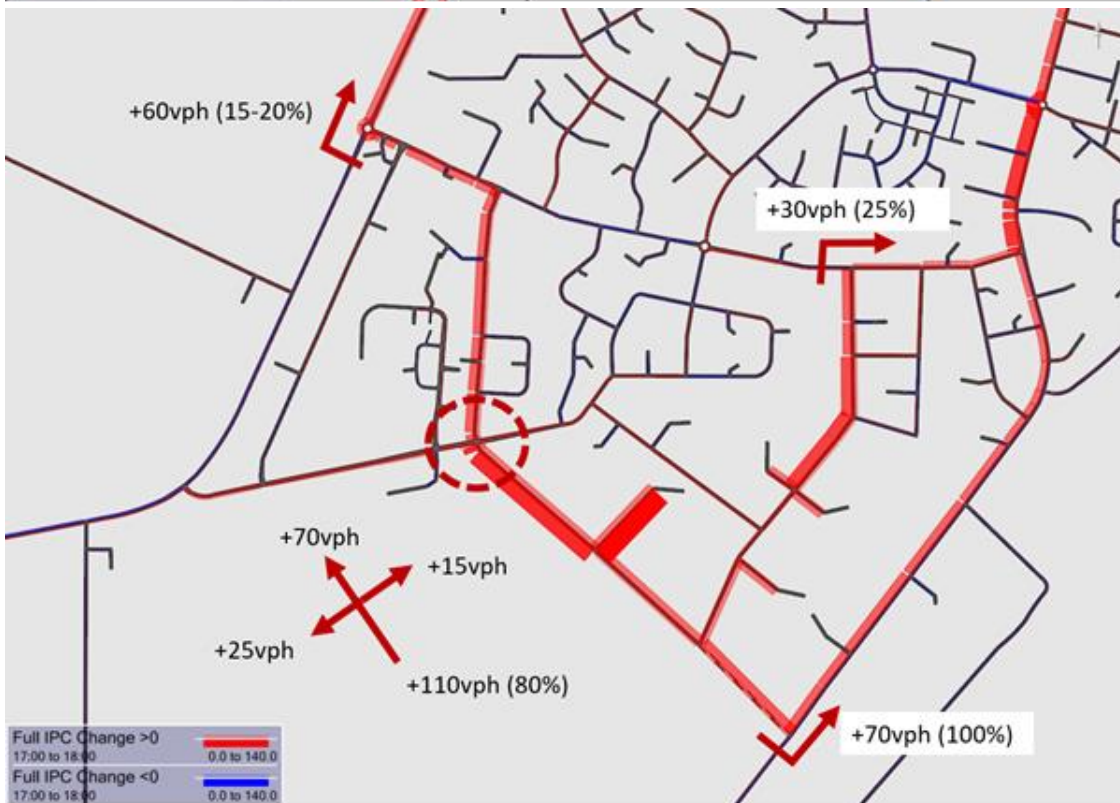 +60vph (15-20%)
+30vph (25%)
+70vph
+15vph
+25vph
+110vph (80%)
+70vph (100%)
Full IPC Change >0
17:00 to 18:00 0.0 to 140.0
Full IPC Change <0
17:00 to 18:00 0.0 to 140.0